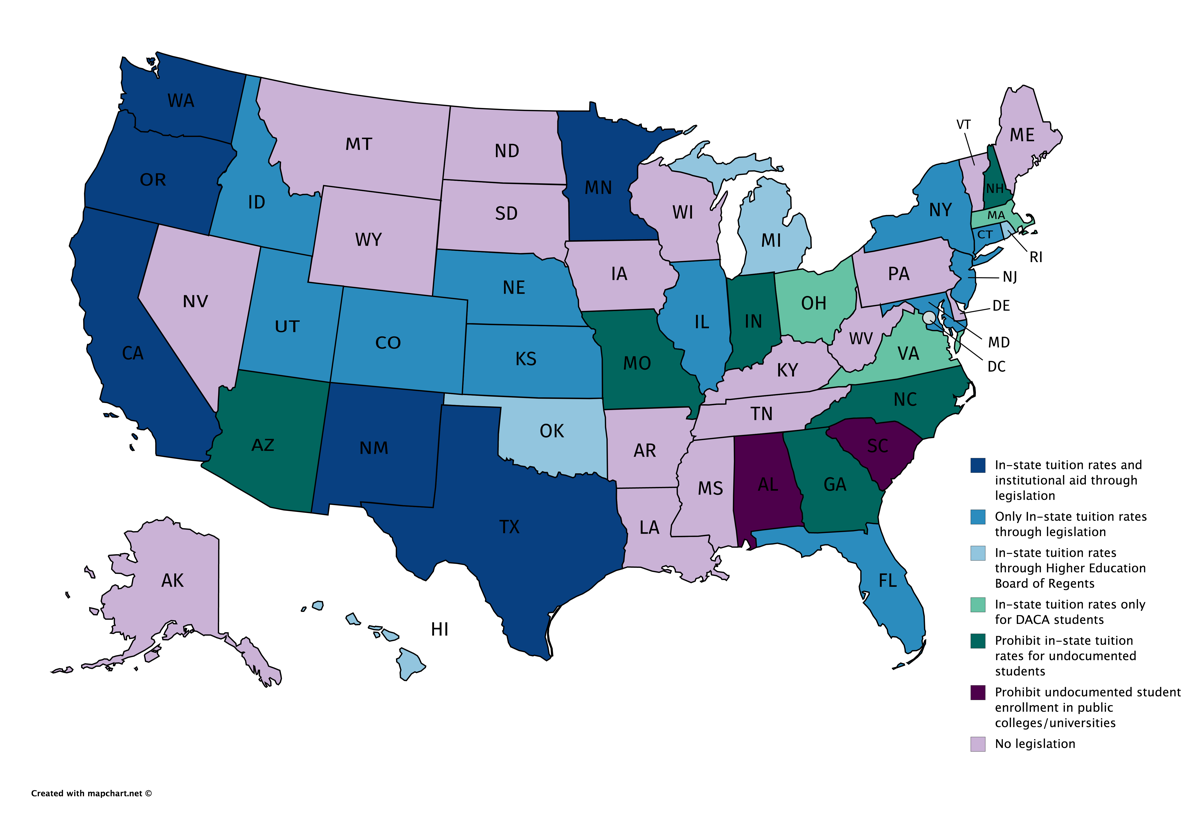 WA
OR
CA
NV
ID
MT
WY
UT
CO
AZ
NM
ND
SD
NE
KS
OK
TX
MN
IA
MO
AR
LA
WI
IL
MS
MI
IN
KY
TN
AL
OH
WV
VA
NC
SC
GA
FL
PA
NY
VT
NH
ME
MA
CT
RI
NJ
DE
MD
DC
AK
HI
In-state tuition rates and
institutional aid through
legislation
Only In-state tuition rates
through legislation
In-state tuition rates
through Higher Education
Board of Regents
In-state tuition rates only
for DACA students
Prohibit in-state tuition
rates for undocumented
students
Prohibit undocumented student
enrollment in public
colleges/universities
No legislation
Created with mapchart.net ©